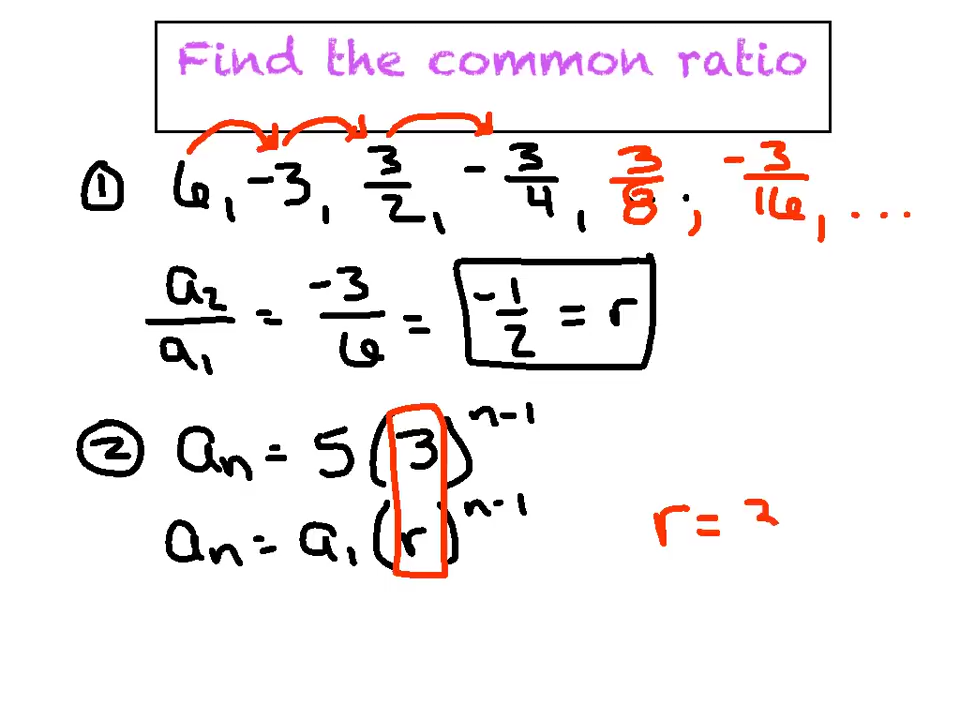 Find the common ratio
① 6, -3, 3/2, -3/4, 3/8, -3/16, ...
a₂/a₁ = -3/6 = -1/2 = r
② aₙ = 5(3)ⁿ⁻¹
aₙ = a₁(r)ⁿ⁻¹ r =